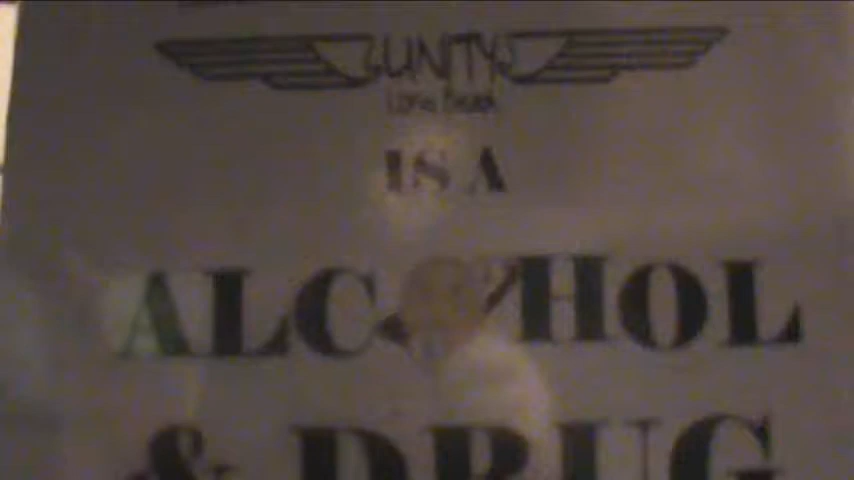 UNITY
Long Beach
IS A
ALCOHOL
& DRUG